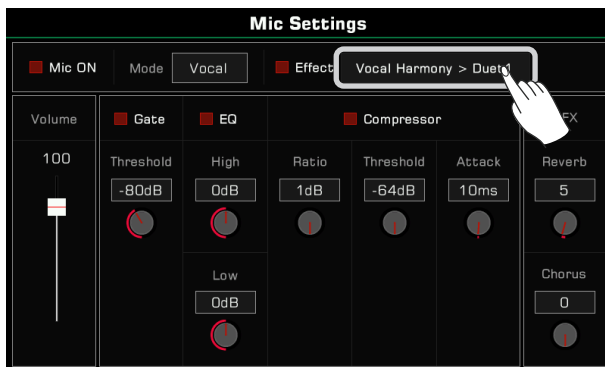 Mic Settings
Mic ON Mode Vocal Effect Vocal Harmony > Duet 1
Volume Gate EQ Compressor FX
100 Threshold High Ratio Threshold Attack Reverb
-80dB 0dB 1dB -64dB 10ms 5
Low Chorus
0dB 0